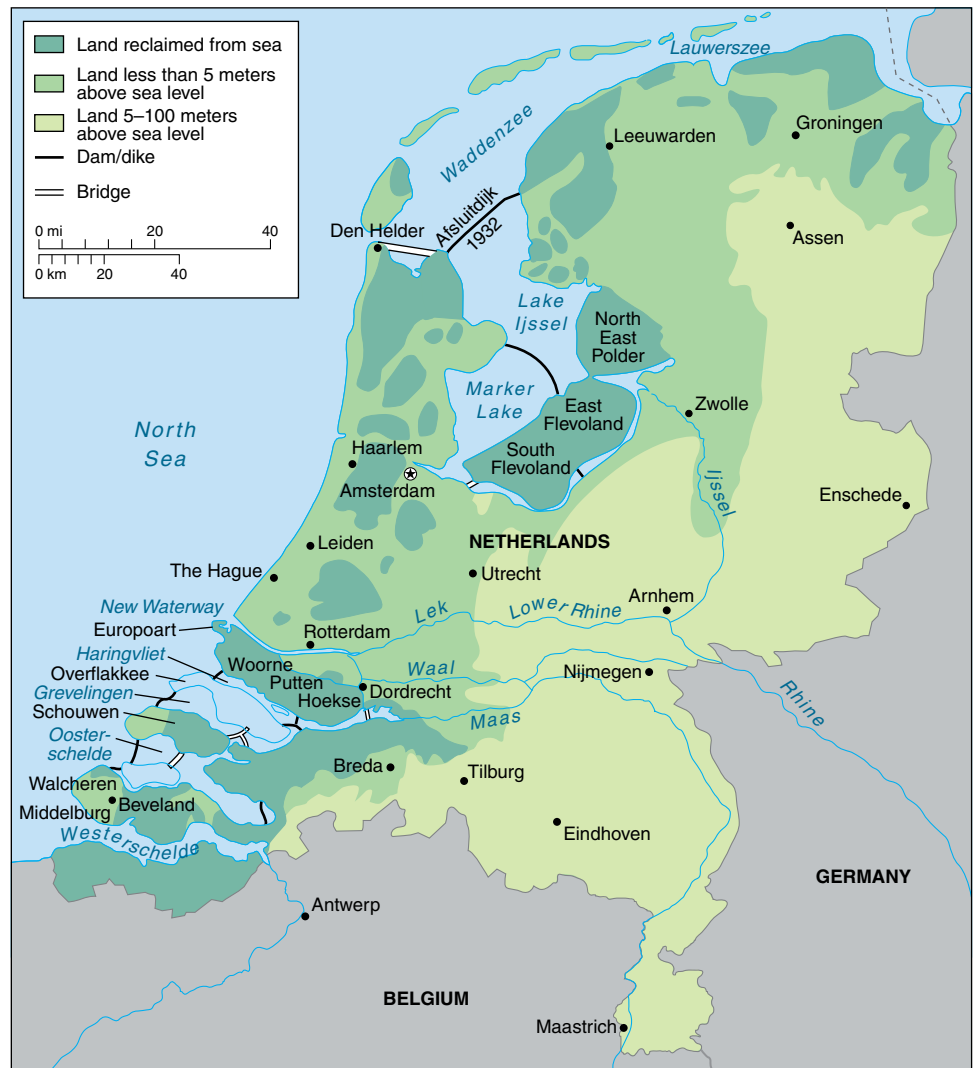 Land reclaimed from sea
Land less than 5 meters
above sea level
Land 5–100 meters
above sea level
Dam/dike
Bridge
0 mi 20 40
0 km 20 40
Lauwerszee
Waddenzee
Leeuwarden
Groningen
Assen
Den Helder
Afsluitdijk
1932
Lake
Ijssel
North
East
Polder
Marker
Lake
East
Flevoland
South
Flevoland
Zwolle
North
Sea
Haarlem
Amsterdam
Ijssel
Enschede
Leiden
NETHERLANDS
The Hague
Utrecht
Arnhem
New Waterway
Europoart
Lek
Lower Rhine
Rotterdam
Haringvliet
Overflakkee
Woorne
Putten
Hoekse
Waal
Nijmegen
Grevelingen
Dordrecht
Schouwen
Maas
Rhine
Ooster-
schelde
Breda
Tilburg
Walcheren
Middelburg
Beveland
Westerschelde
Eindhoven
GERMANY
Antwerp
BELGIUM
Maastrich